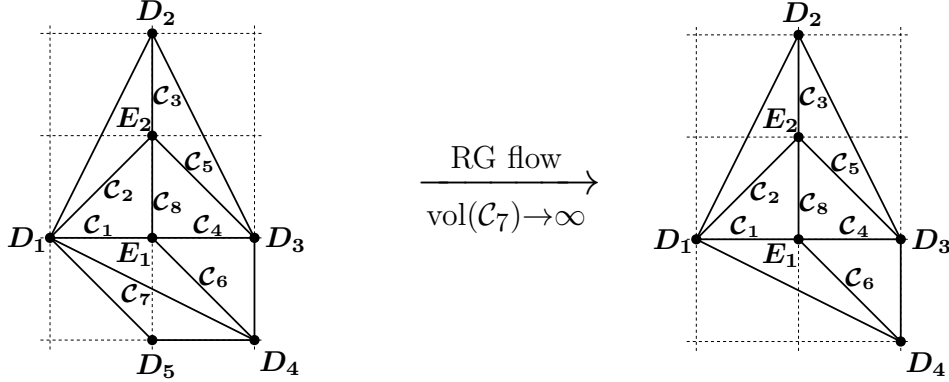 D₂ D₂
𝒞₃ 𝒞₃
E₂ E₂
𝒞₅ RG flow 𝒞₅
𝒞₂ 𝒞₈ vol(𝒞₇)→∞ 𝒞₂ 𝒞₈
𝒞₁ 𝒞₄ 𝒞₁ 𝒞₄
D₁ E₁ D₃ D₁ E₁ D₃
𝒞₇ 𝒞₆ 𝒞₆
D₅ D₄ D₄